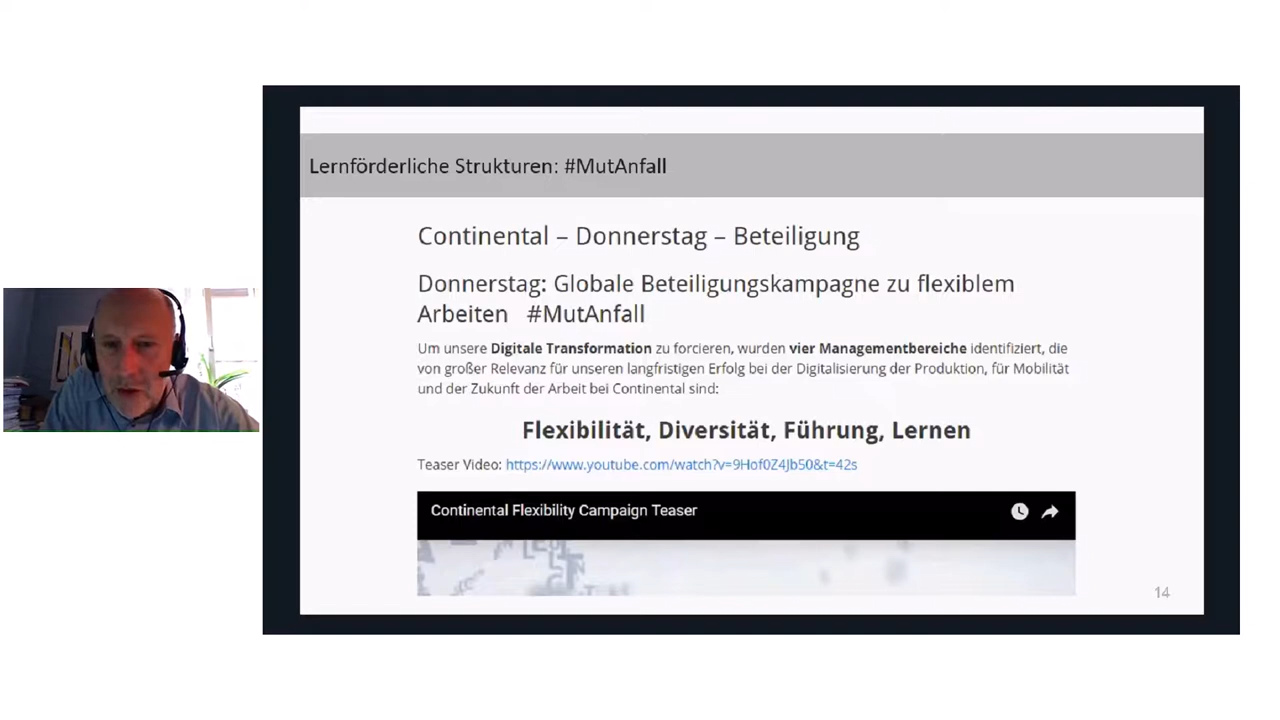 Lernförderliche Strukturen: #MutAnfall
Continental – Donnerstag – Beteiligung
Donnerstag: Globale Beteiligungskampagne zu flexiblem
Arbeiten #MutAnfall
Um unsere Digitale Transformation zu forcieren, wurden vier Managementbereiche identifiziert, die
von großer Relevanz für unseren langfristigen Erfolg bei der Digitalisierung der Produktion, für Mobilität
und der Zukunft der Arbeit bei Continental sind:
Flexibilität, Diversität, Führung, Lernen
Teaser Video: https://www.youtube.com/watch?v=9Hof0Z4Jb50&t=42s
Continental Flexibility Campaign Teaser
14